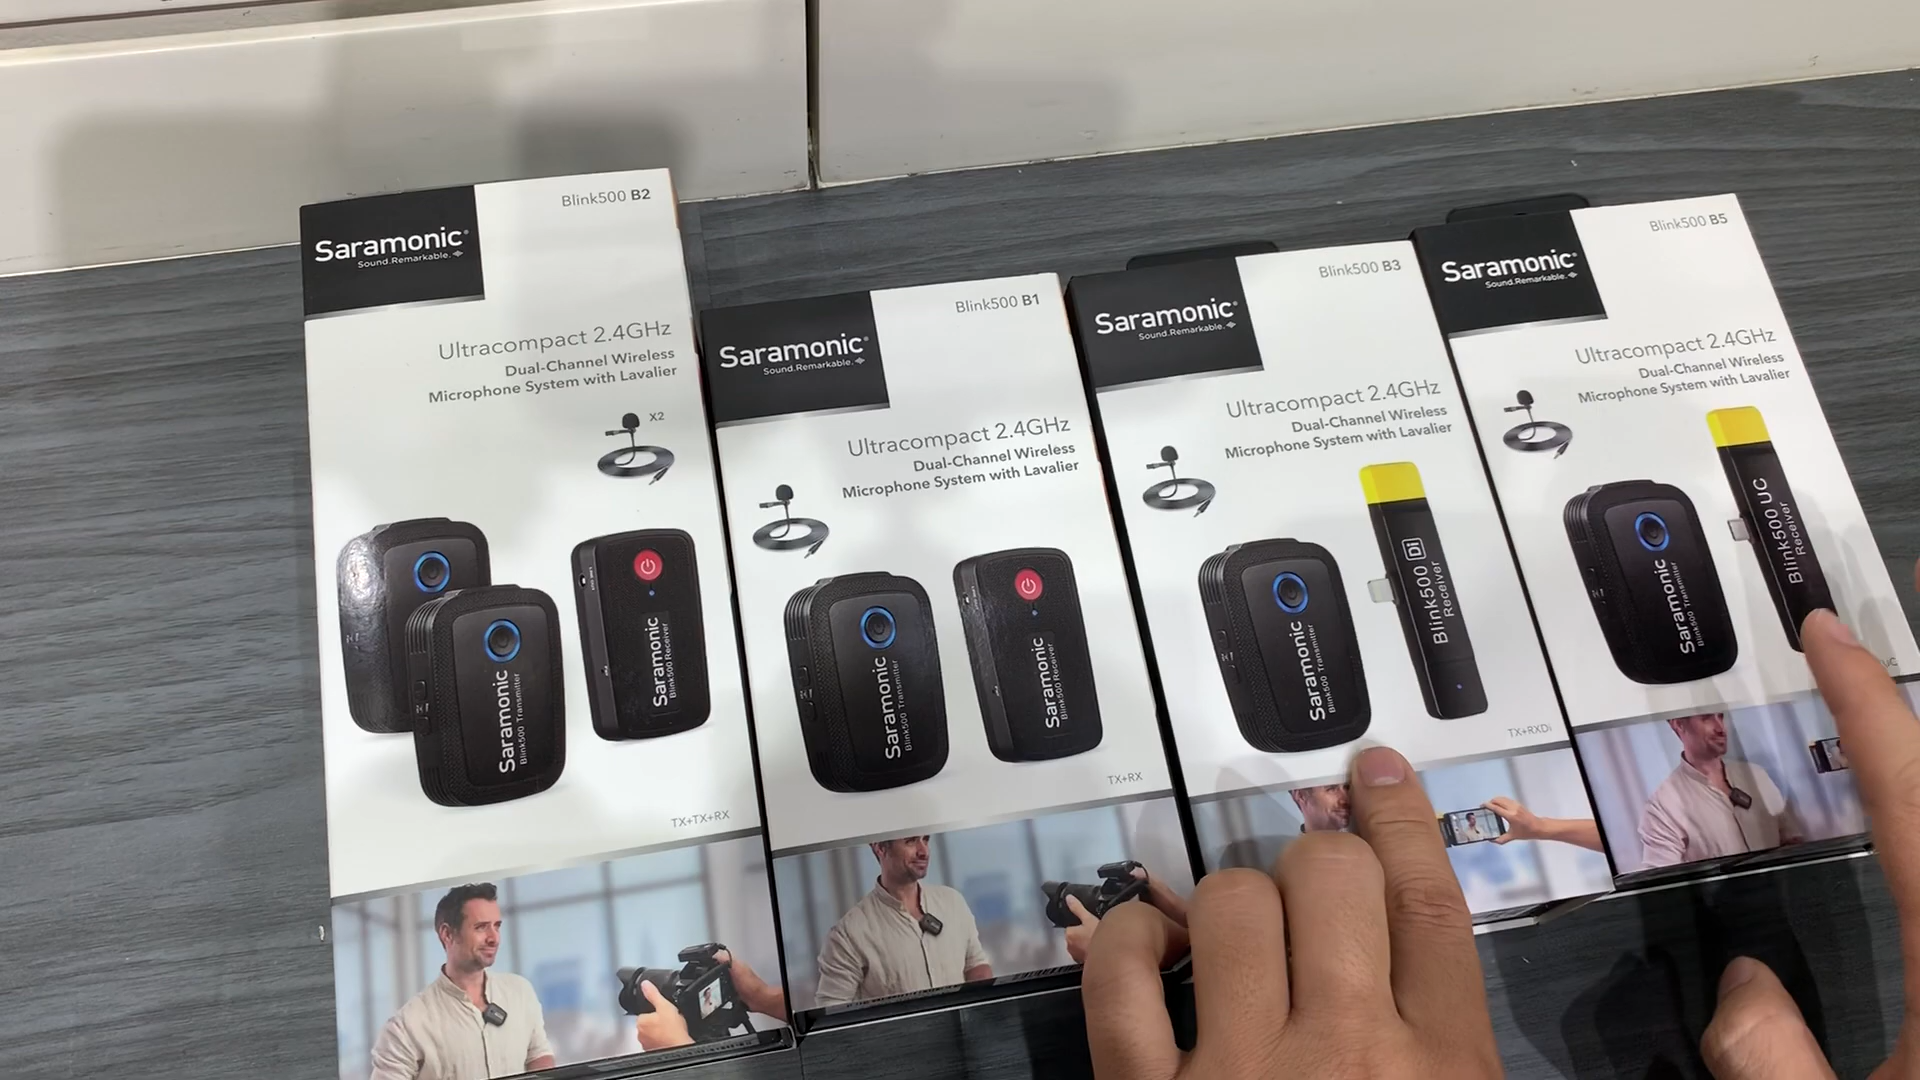 Blink500 B2
Saramonic
Sound.Remarkable.
Ultracompact 2.4GHz
Dual-Channel Wireless
Microphone System with Lavalier
X2
Saramonic
Blink500 Transmitter
Saramonic
Blink500 Receiver
TX+TX+RX
Blink500 B1
Saramonic
Sound.Remarkable.
Ultracompact 2.4GHz
Dual-Channel Wireless
Microphone System with Lavalier
Saramonic
Blink500 Transmitter
Saramonic
Blink500 Receiver
TX+RX
Blink500 B3
Saramonic
Sound.Remarkable.
Ultracompact 2.4GHz
Dual-Channel Wireless
Microphone System with Lavalier
Saramonic
Blink500 Transmitter
Blink500 Di
Receiver
TX+RXDi
Blink500 B5
Saramonic
Sound.Remarkable.
Ultracompact 2.4GHz
Dual-Channel Wireless
Microphone System with Lavalier
Saramonic
Blink500 Transmitter
Blink500 UC
Receiver